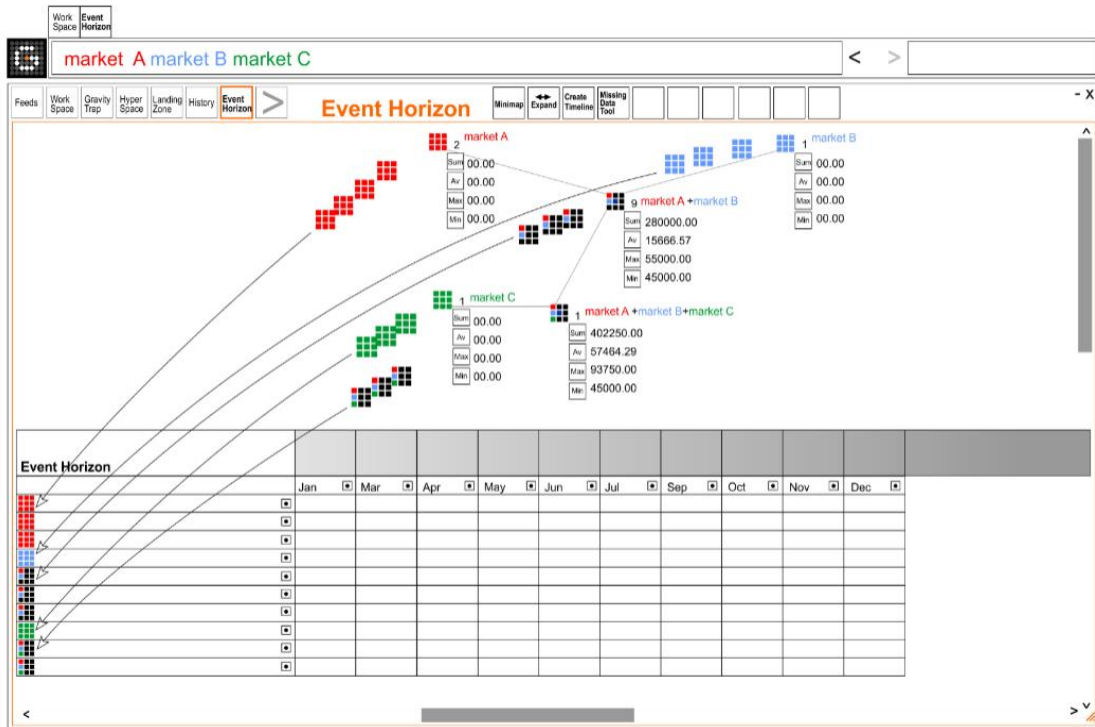 Work Space Event Horizon
market A market B market C < >
Feeds Work Space Gravity Trap Hyper Space Landing Zone History Event Horizon > Event Horizon Minimap Expand Create Timeline Missing Data Tool - X
2 market A
Sum 00.00
Av 00.00
Max 00.00
Min 00.00
1 market B
Sum 00.00
Av 00.00
Max 00.00
Min 00.00
9 market A +market B
Sum 280000.00
Av 15666.57
Max 55000.00
Min 45000.00
1 market C
Sum 00.00
Av 00.00
Max 00.00
Min 00.00
1 market A +market B+market C
Sum 402250.00
Av 57464.29
Max 93750.00
Min 45000.00
Event Horizon
Jan Mar Apr May Jun Jul Sep Oct Nov Dec
< >